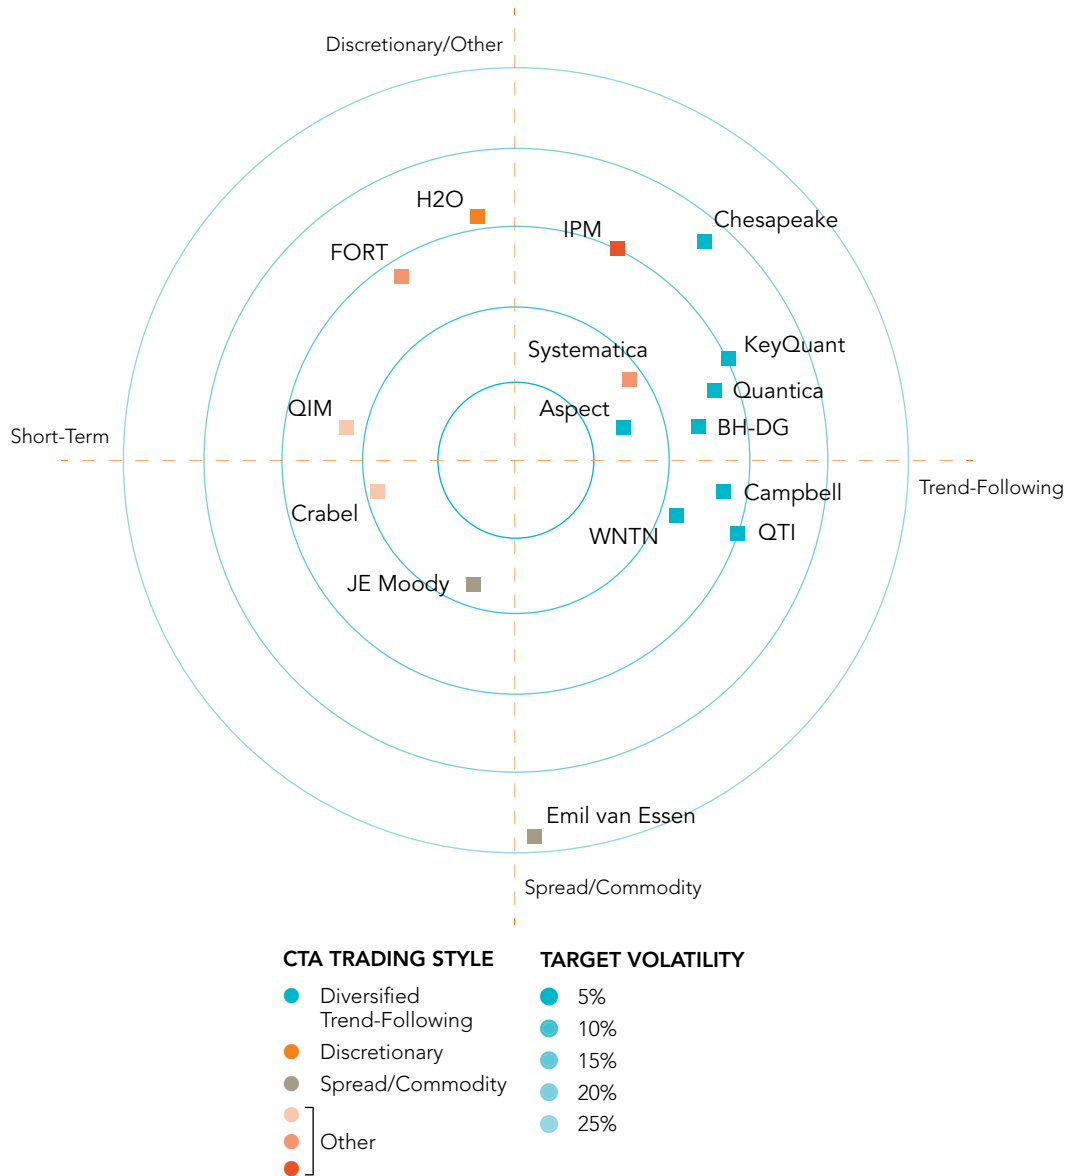 Discretionary/Other
H2O
Chesapeake
IPM
FORT
KeyQuant
Systematica
Quantica
QIM
Aspect
BH-DG
Short-Term
Trend-Following
Campbell
Crabel
WNTN
QTI
JE Moody
Emil van Essen
Spread/Commodity
CTA TRADING STYLE
Diversified
Trend-Following
Discretionary
Spread/Commodity
Other
TARGET VOLATILITY
5%
10%
15%
20%
25%